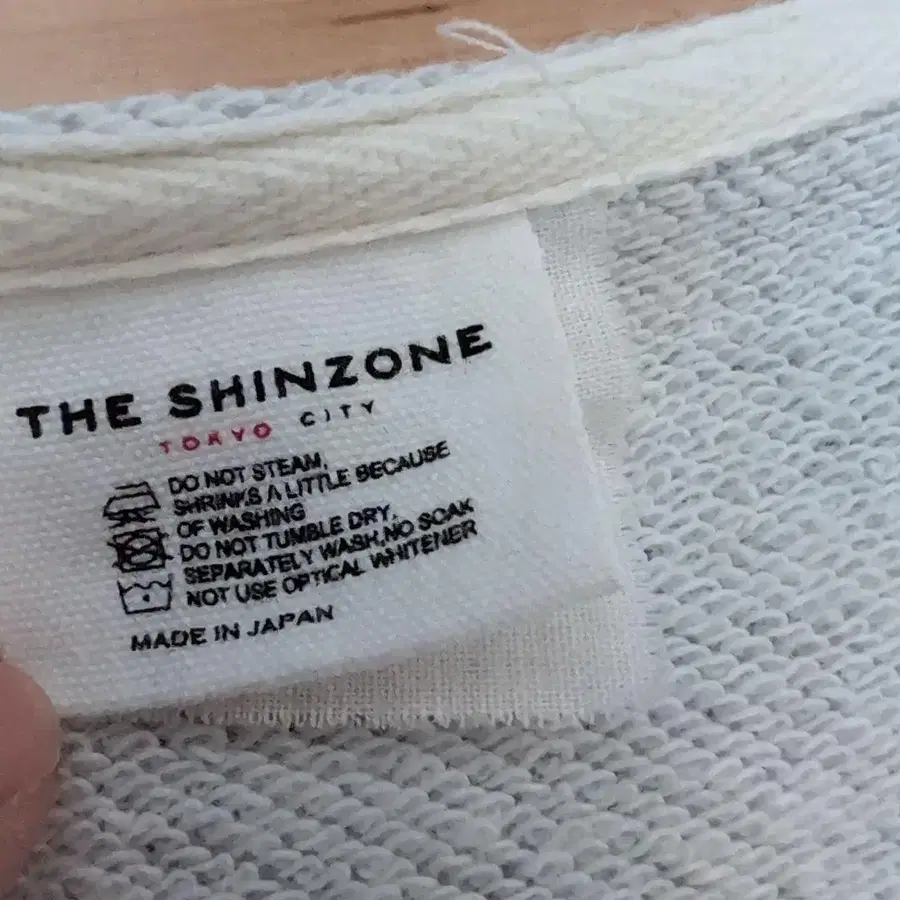 THE SHINZONE
TOKYO CITY
DO NOT STEAM,
SHRINKS A LITTLE BECAUSE
OF WASHING
DO NOT TUMBLE DRY,
SEPARATELY WASH,NO SOAK
NOT USE OPTICAL WHITENER
MADE IN JAPAN